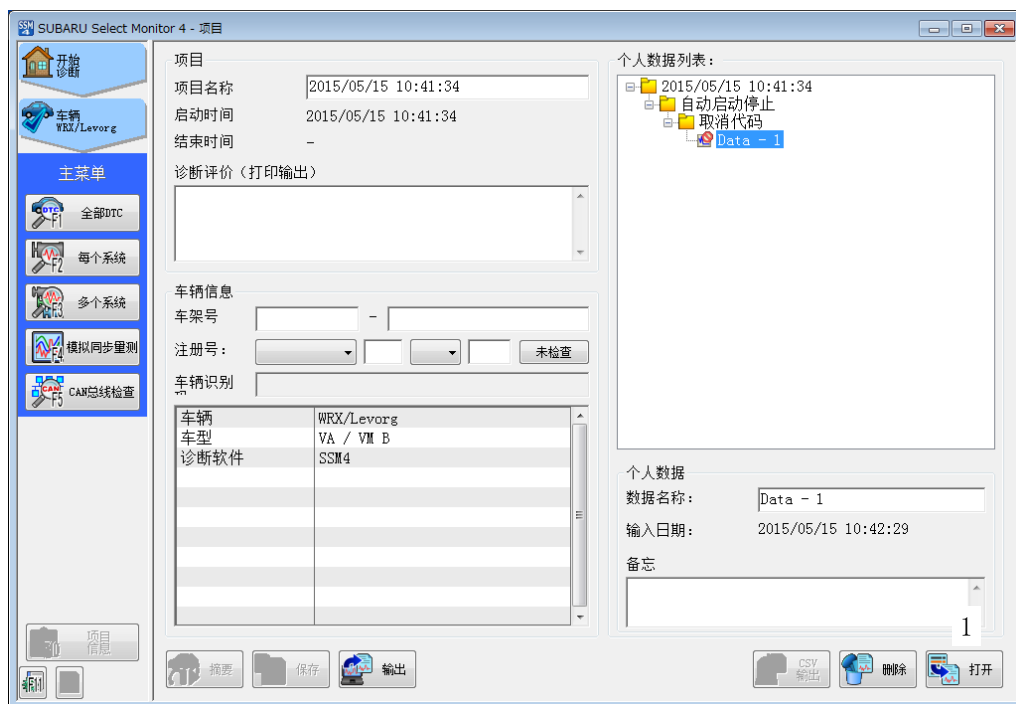 SUBARU Select Monitor 4 - 项目
开始
诊断
车辆
WRX/Levorg
主菜单
全部DTC
F1
每个系统
F2
多个系统
F3
模拟同步量测
F4
CAN总线检查
F5
项目
信息
F11
项目
项目名称 2015/05/15 10:41:34
启动时间 2015/05/15 10:41:34
结束时间 -
诊断评价（打印输出）
车辆信息
车架号 -
注册号： 未检查
车辆识别
车辆 WRX/Levorg
车型 VA / VM B
诊断软件 SSM4
摘要
保存
输出
个人数据列表：
2015/05/15 10:41:34
自动启动停止
取消代码
Data - 1
个人数据
数据名称： Data - 1
输入日期： 2015/05/15 10:42:29
备忘
1
CSV
输出
删除
打开